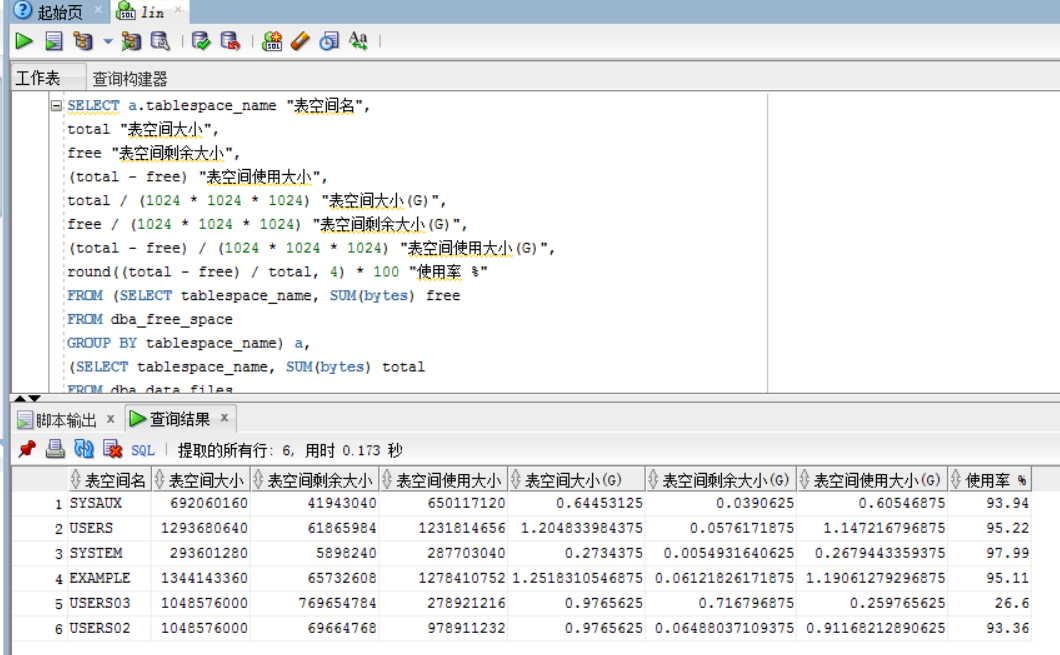 起始页 × lin ×
工作表 查询构建器
SELECT a.tablespace_name "表空间名",
total "表空间大小",
free "表空间剩余大小",
(total - free) "表空间使用大小",
total / (1024 * 1024 * 1024) "表空间大小(G)",
free / (1024 * 1024 * 1024) "表空间剩余大小(G)",
(total - free) / (1024 * 1024 * 1024) "表空间使用大小(G)",
round((total - free) / total, 4) * 100 "使用率 %"
FROM (SELECT tablespace_name, SUM(bytes) free
FROM dba_free_space
GROUP BY tablespace_name) a,
(SELECT tablespace_name, SUM(bytes) total
FROM dba_data_files
脚本输出 × 查询结果 ×
SQL | 提取的所有行: 6, 用时 0.173 秒
表空间名 表空间大小 表空间剩余大小 表空间使用大小 表空间大小(G) 表空间剩余大小(G) 表空间使用大小(G) 使用率 %
1 SYSAUX 692060160 41943040 650117120 0.64453125 0.0390625 0.60546875 93.94
2 USERS 1293680640 61865984 1231814656 1.204833984375 0.0576171875 1.147216796875 95.22
3 SYSTEM 293601280 5898240 287703040 0.2734375 0.0054931640625 0.2679443359375 97.99
4 EXAMPLE 1344143360 65732608 1278410752 1.2518310546875 0.06121826171875 1.19061279296875 95.11
5 USERS03 1048576000 769654784 278921216 0.9765625 0.716796875 0.259765625 26.6
6 USERS02 1048576000 69664768 978911232 0.9765625 0.06488037109375 0.91168212890625 93.36